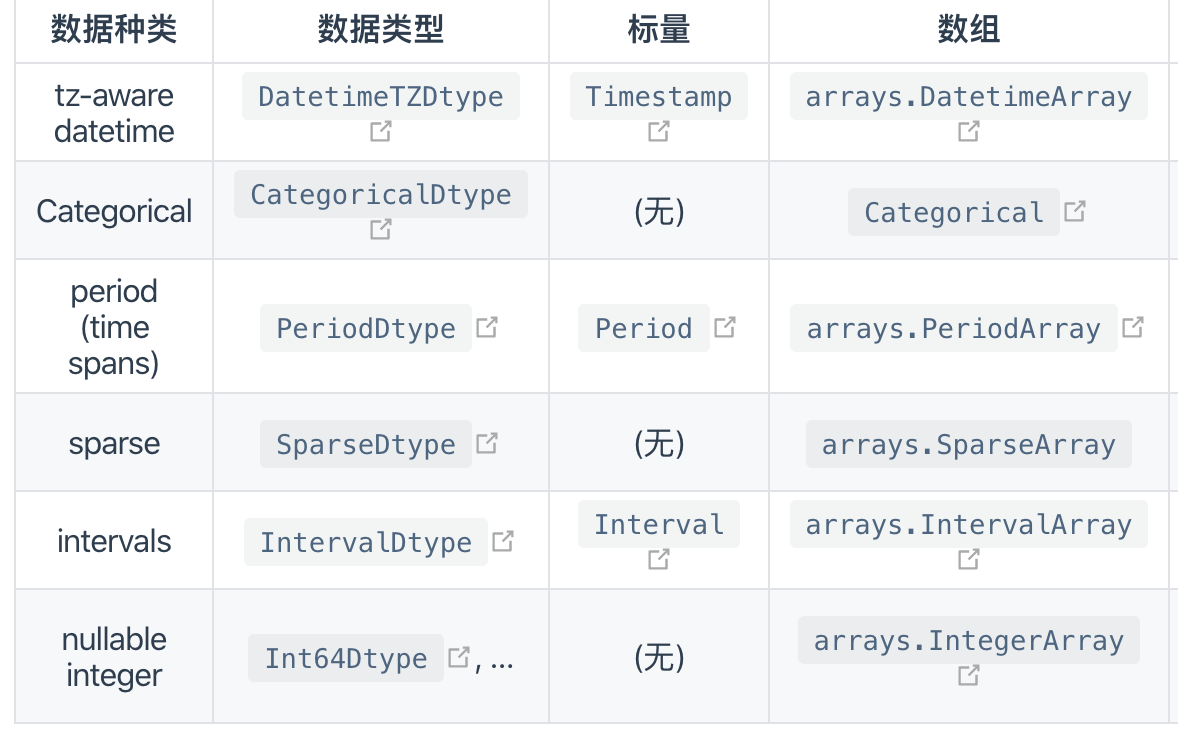 数据种类 数据类型 标量 数组
tz-aware datetime DatetimeTZDtype Timestamp arrays.DatetimeArray
Categorical CategoricalDtype (无) Categorical
period (time spans) PeriodDtype Period arrays.PeriodArray
sparse SparseDtype (无) arrays.SparseArray
intervals IntervalDtype Interval arrays.IntervalArray
nullable integer Int64Dtype , ... (无) arrays.IntegerArray